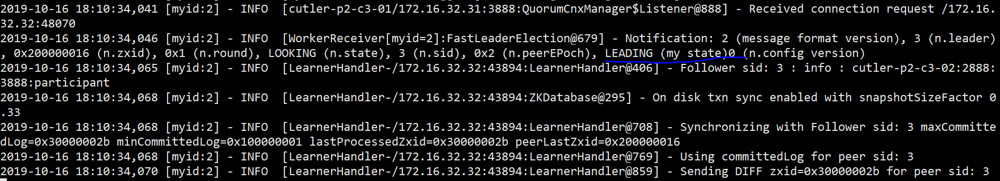 2019-10-16 18:10:34,041 [myid:2] - INFO  [cutler-p2-c3-01/172.16.32.31:3888:QuorumCnxManager$Listener@888] - Received connection request /172.16.
32.32:48070
2019-10-16 18:10:34,046 [myid:2] - INFO  [WorkerReceiver[myid=2]:FastLeaderElection@679] - Notification: 2 (message format version), 3 (n.leader)
, 0x200000016 (n.zxid), 0x1 (n.round), LOOKING (n.state), 3 (n.sid), 0x2 (n.peerEPoch), LEADING (my state)0 (n.config version)
2019-10-16 18:10:34,065 [myid:2] - INFO  [LearnerHandler-/172.16.32.32:43894:LearnerHandler@406] - Follower sid: 3 : info : cutler-p2-c3-02:2888:
3888:participant
2019-10-16 18:10:34,068 [myid:2] - INFO  [LearnerHandler-/172.16.32.32:43894:ZKDatabase@295] - On disk txn sync enabled with snapshotSizeFactor 0
.33
2019-10-16 18:10:34,068 [myid:2] - INFO  [LearnerHandler-/172.16.32.32:43894:LearnerHandler@708] - Synchronizing with Follower sid: 3 maxCommitte
dLog=0x30000002b minCommittedLog=0x100000001 lastProcessedZxid=0x30000002b peerLastZxid=0x200000016
2019-10-16 18:10:34,068 [myid:2] - INFO  [LearnerHandler-/172.16.32.32:43894:LearnerHandler@769] - Using committedLog for peer sid: 3
2019-10-16 18:10:34,070 [myid:2] - INFO  [LearnerHandler-/172.16.32.32:43894:LearnerHandler@859] - Sending DIFF zxid=0x30000002b for peer sid: 3